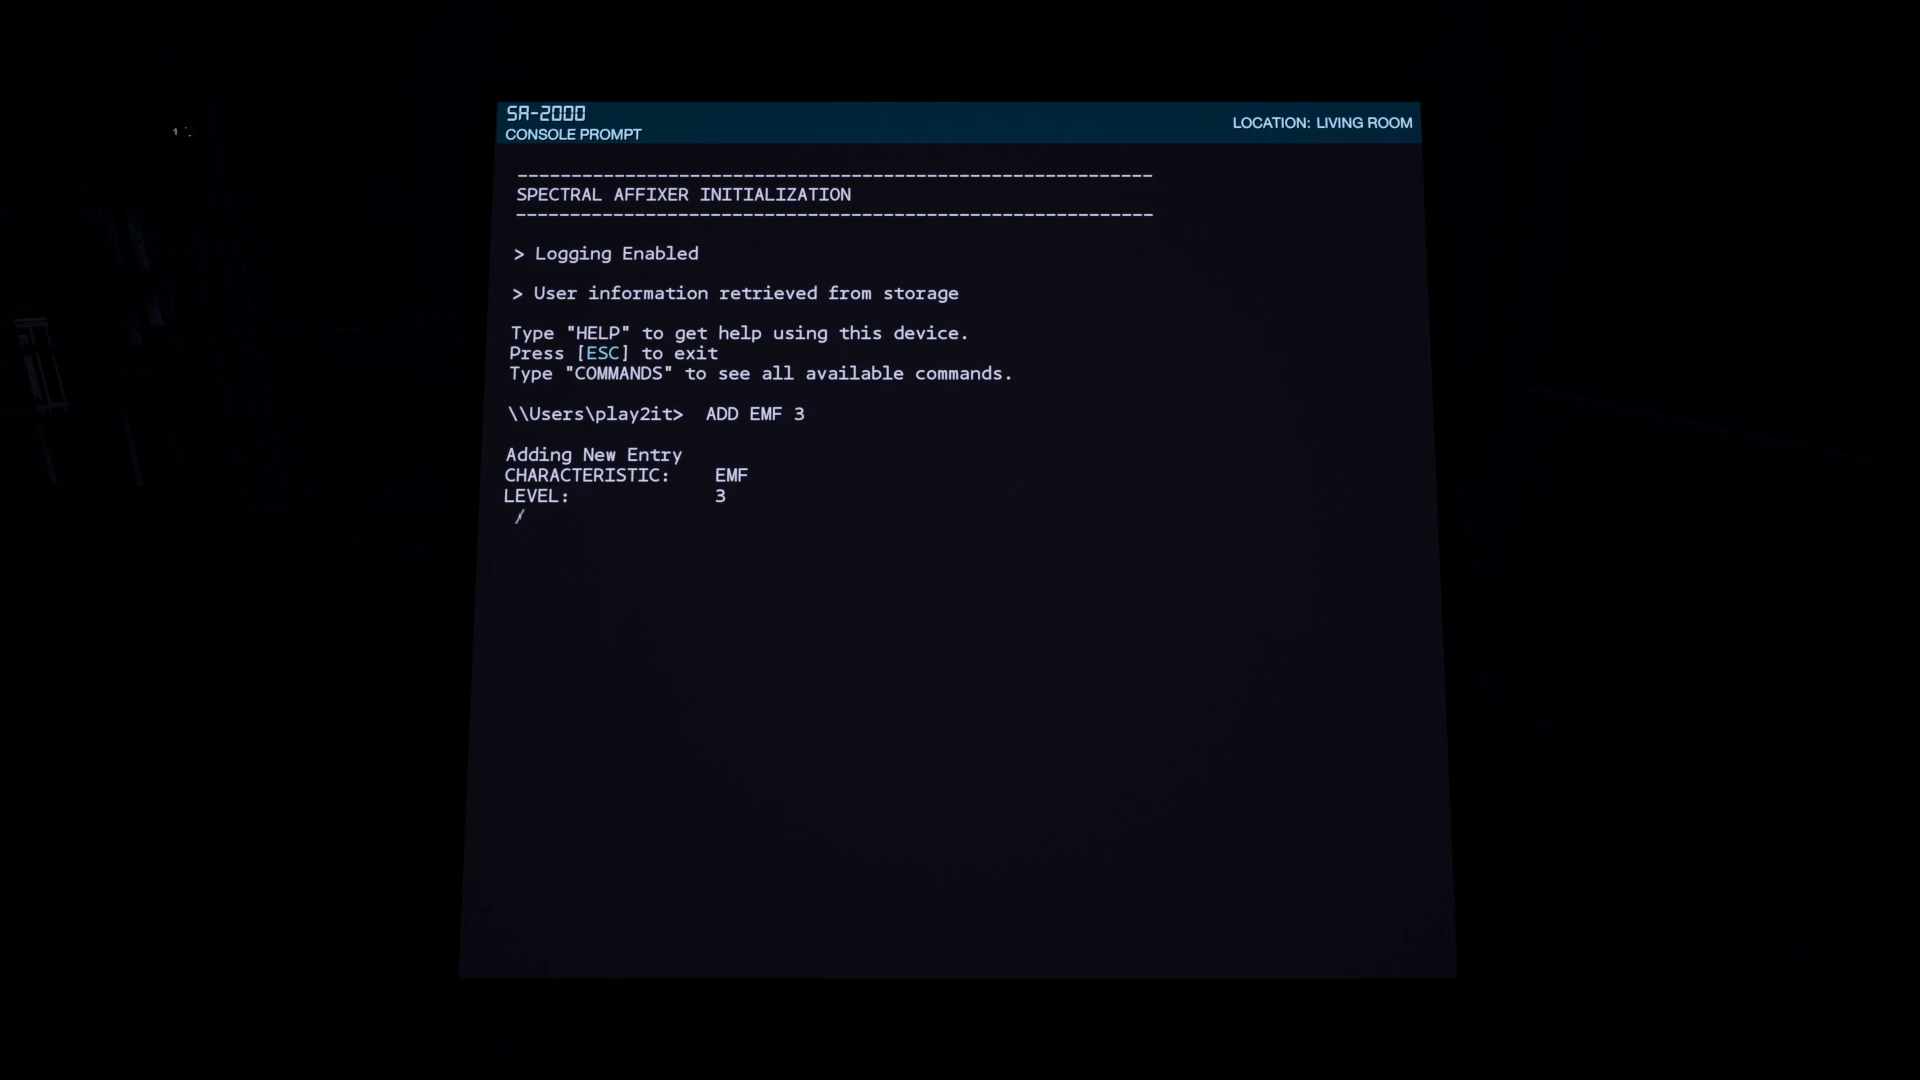 SA-2000
CONSOLE PROMPT
LOCATION: LIVING ROOM
-----------------------------------------------------------
SPECTRAL AFFIXER INITIALIZATION
-----------------------------------------------------------
> Logging Enabled
> User information retrieved from storage
Type "HELP" to get help using this device.
Press [ESC] to exit
Type "COMMANDS" to see all available commands.
\\Users\play2it> ADD EMF 3
Adding New Entry
CHARACTERISTIC: EMF
LEVEL: 3
/